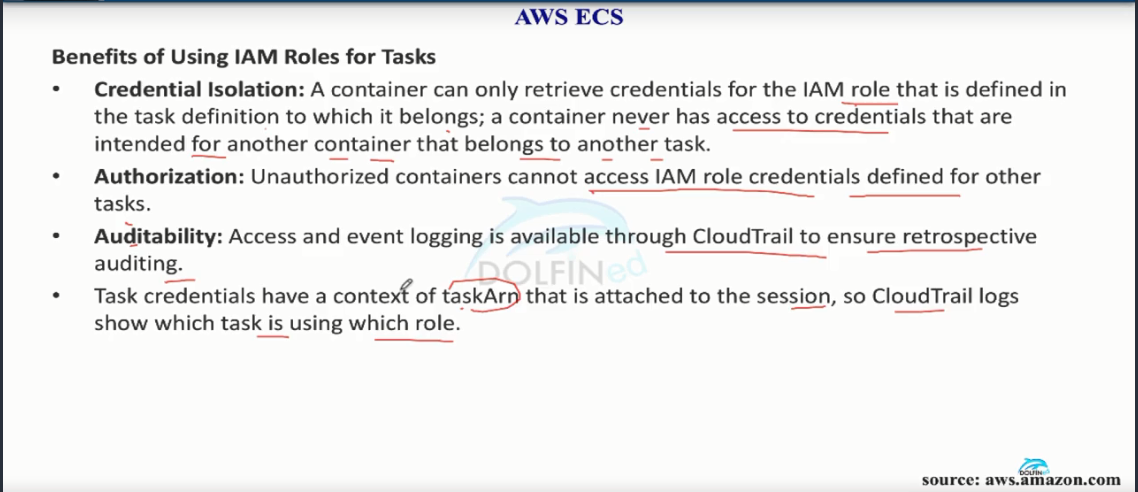 AWS ECS
Benefits of Using IAM Roles for Tasks
• Credential Isolation: A container can only retrieve credentials for the IAM role that is defined in
the task definition to which it belongs; a container never has access to credentials that are
intended for another container that belongs to another task.
• Authorization: Unauthorized containers cannot access IAM role credentials defined for other
tasks.
• Auditability: Access and event logging is available through CloudTrail to ensure retrospective
auditing.
DOLFINed
• Task credentials have a context of taskArn that is attached to the session, so CloudTrail logs
show which task is using which role.
DOLFINed
source: aws.amazon.com